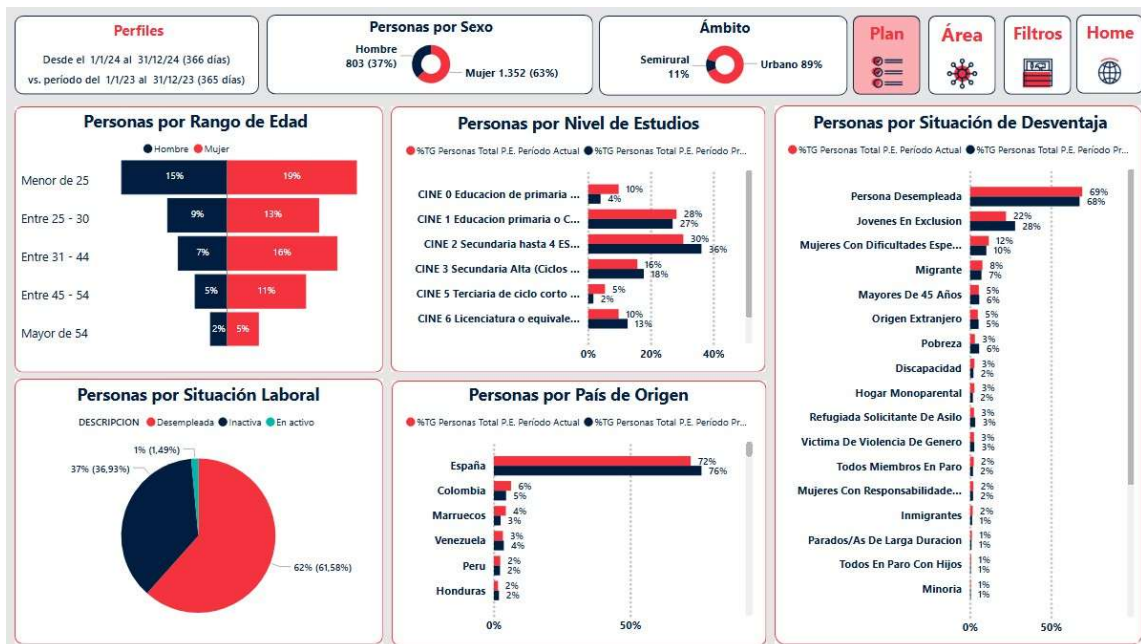 Perfiles
Desde el 1/1/24 al 31/12/24 (366 días)
vs. período del 1/1/23 al 31/12/23 (365 días)
Personas por Sexo
Hombre
803 (37%)
Mujer 1.352 (63%)
Ámbito
Semirural
11%
Urbano 89%
Plan
Área
Filtros
Home
Personas por Rango de Edad
Hombre Mujer
Menor de 25 15% 19%
Entre 25 - 30 9% 13%
Entre 31 - 44 7% 16%
Entre 45 - 54 5% 11%
Mayor de 54 2% 5%
Personas por Nivel de Estudios
%TG Personas Total P.E. Período Actual %TG Personas Total P.E. Período Pr...
CINE 0 Educacion de primaria ... 10%
4%
CINE 1 Educacion primaria o C... 28%
27%
CINE 2 Secundaria hasta 4 ES... 30%
36%
CINE 3 Secundaria Alta (Ciclos ... 16%
18%
CINE 5 Terciaria de ciclo corto ... 5%
2%
CINE 6 Licenciatura o equivale... 10%
13%
0% 20% 40%
Personas por Situación de Desventaja
%TG Personas Total P.E. Período Actual %TG Personas Total P.E. Período Pr...
Persona Desempleada 69%
68%
Jovenes En Exclusion 22%
28%
Mujeres Con Dificultades Espe... 12%
10%
Migrante 8%
7%
Mayores De 45 Años 5%
6%
Origen Extranjero 5%
5%
Pobreza 3%
6%
Discapacidad 3%
2%
Hogar Monoparental 3%
2%
Refugiada Solicitante De Asilo 3%
3%
Victima De Violencia De Genero 3%
3%
Todos Miembros En Paro 2%
2%
Mujeres Con Responsabilidade... 2%
2%
Inmigrantes 2%
1%
Parados/As De Larga Duracion 1%
1%
Todos En Paro Con Hijos 1%
1%
Minoria 1%
1%
0% 50%
Personas por Situación Laboral
DESCRIPCION Desempleada Inactiva En activo
1% (1,49%)
37% (36,93%)
62% (61,58%)
Personas por País de Origen
%TG Personas Total P.E. Período Actual %TG Personas Total P.E. Período Pr...
España 72%
76%
Colombia 6%
5%
Marruecos 4%
3%
Venezuela 3%
4%
Peru 2%
2%
Honduras 2%
2%
0% 50%